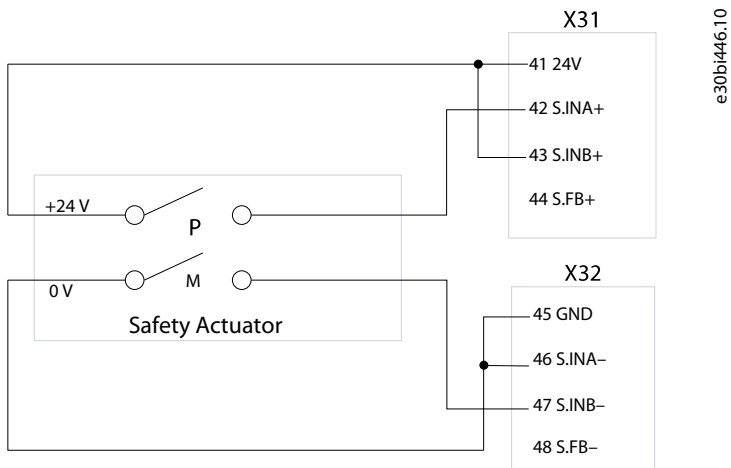 X31
e30bi446.10
41 24V
42 S.INA+
43 S.INB+
44 S.FB+
+24 V
P
M
0 V
Safety Actuator
X32
45 GND
46 S.INA–
47 S.INB–
48 S.FB–